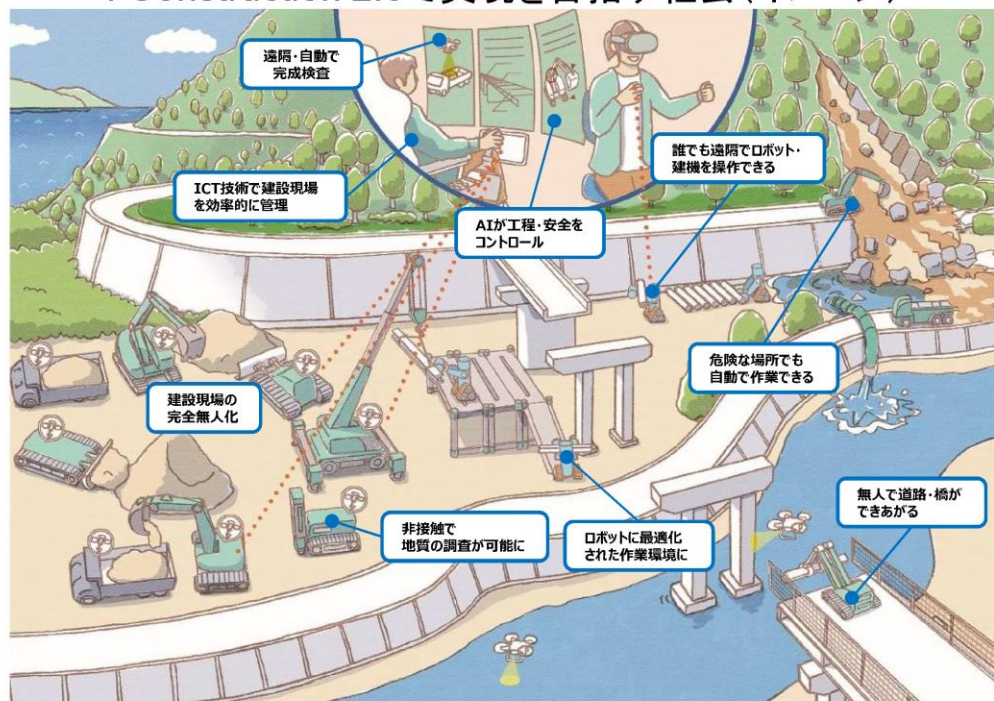 遠隔・自動で
完成検査
誰でも遠隔でロボット・
建機を操作できる
ICT技術で建設現場
を効率的に管理
AIが工程・安全を
コントロール
危険な場所でも
自動で作業できる
建設現場の
完全無人化
無人で道路・橋が
できあがる
非接触で
地質の調査が可能に
ロボットに最適化
された作業環境に